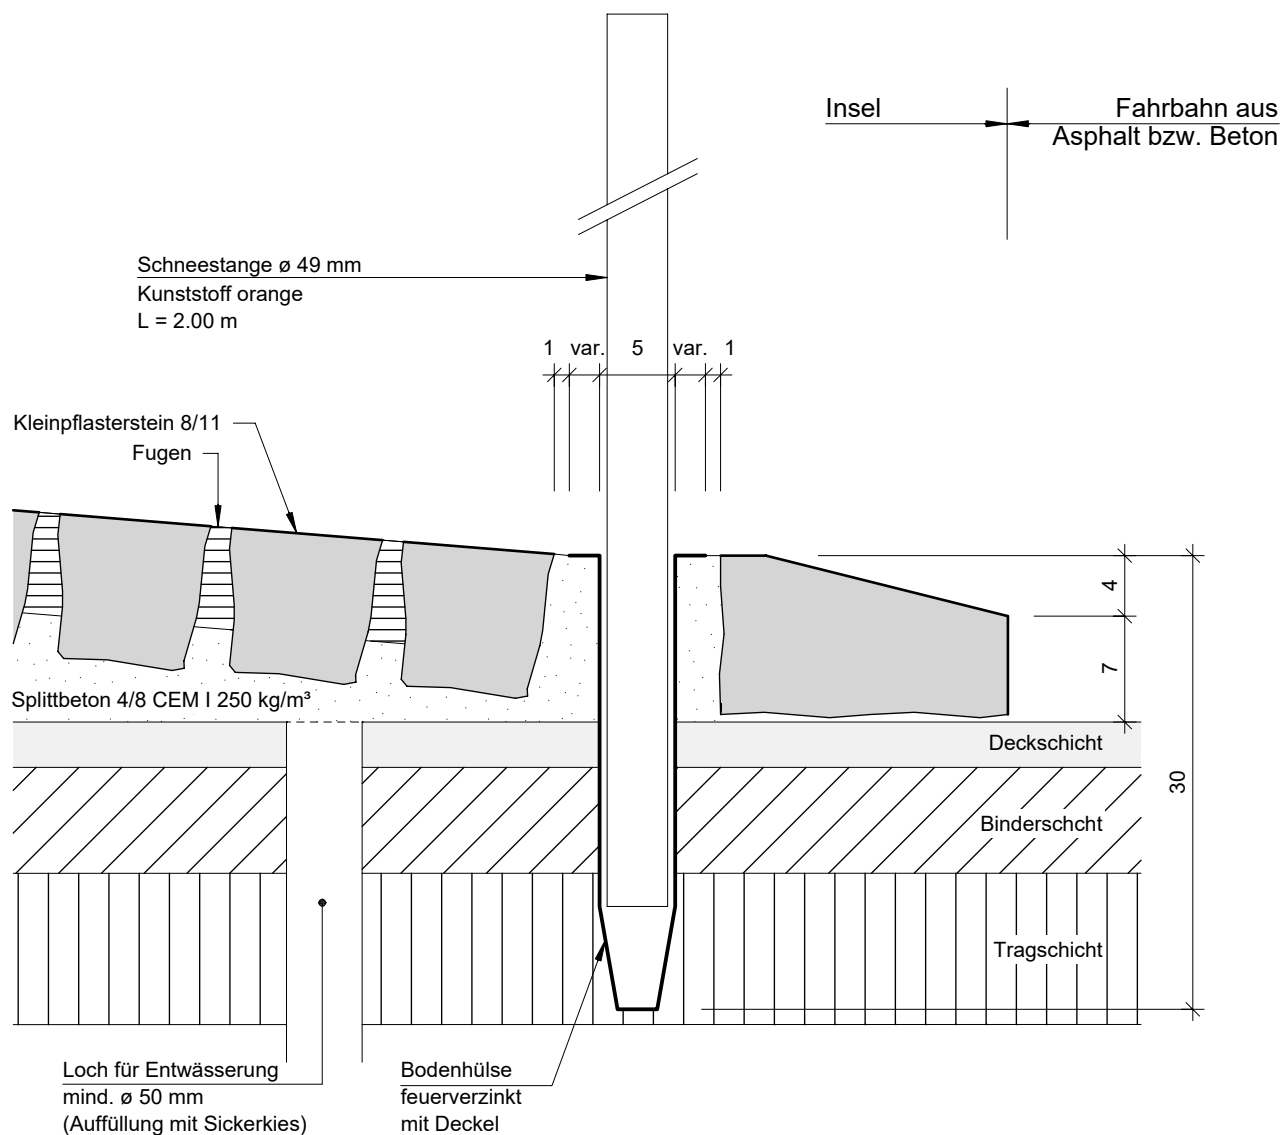 Insel
Fahrbahn aus
Asphalt bzw. Beton
Schneestange ø 49 mm
Kunststoff orange
L = 2.00 m
1 var. 5 var. 1
Kleinpflasterstein 8/11
Fugen
4
7
30
Splittbeton 4/8 CEM I 250 kg/m³
Deckschicht
Binderschcht
Tragschicht
Loch für Entwässerung
mind. ø 50 mm
(Auffüllung mit Sickerkies)
Bodenhülse
feuerverzinkt
mit Deckel